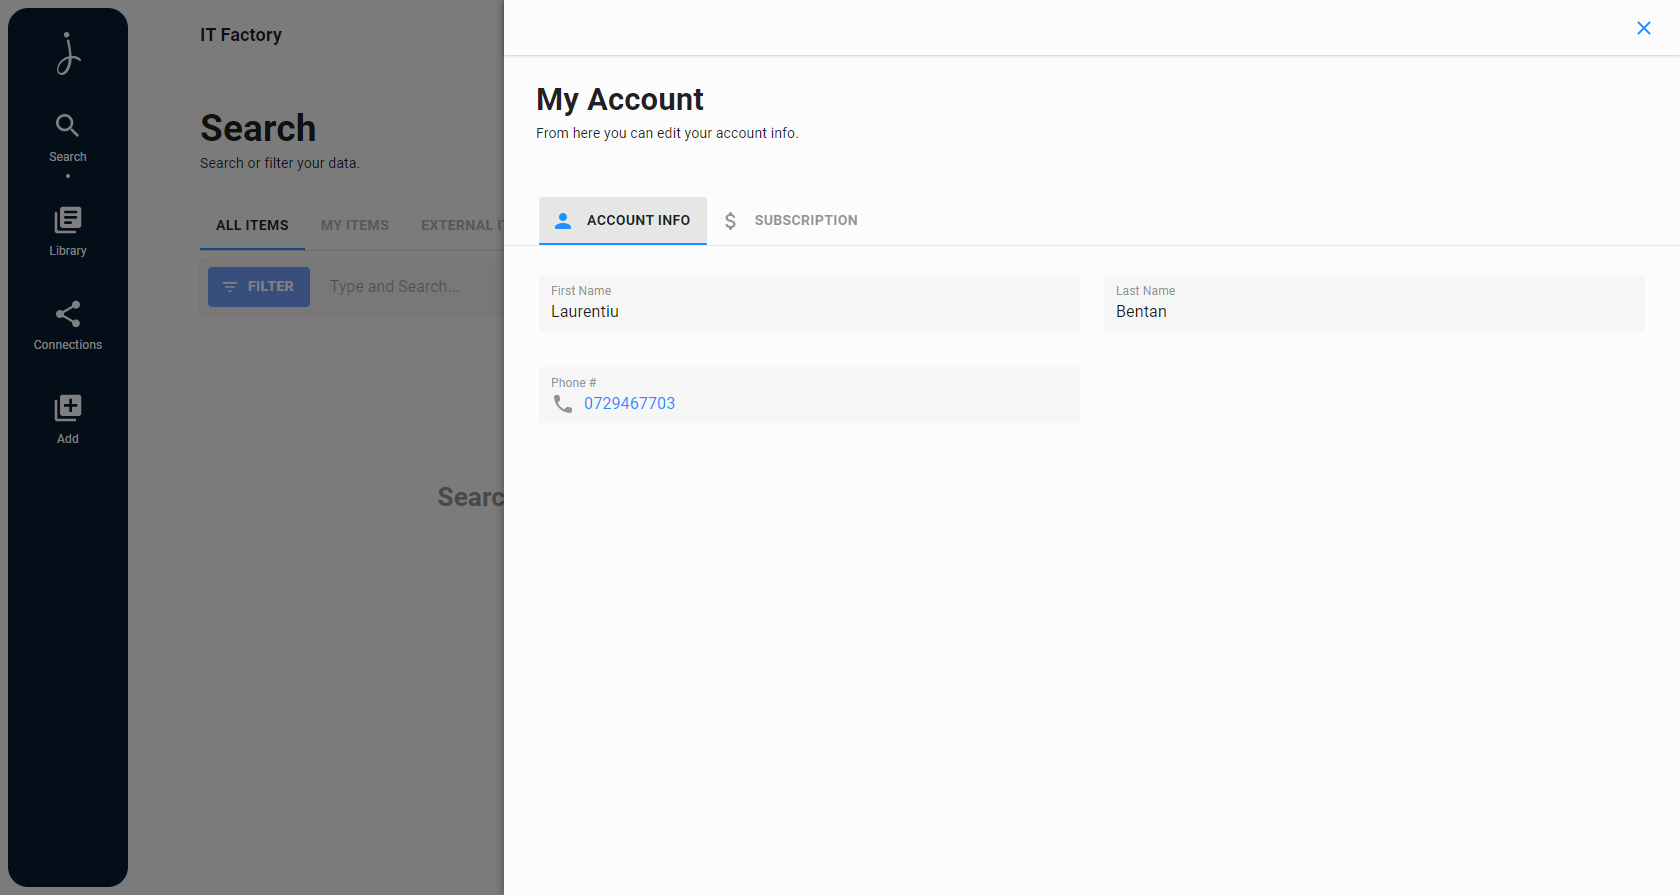 Search
Library
Connections
Add
IT Factory
Search
Search or filter your data.
ALL ITEMS
MY ITEMS
EXTERNAL
FILTER
Type and Search...
My Account
From here you can edit your account info.
ACCOUNT INFO
SUBSCRIPTION
First Name
Laurentiu
Last Name
Bentan
Phone #
0729467703